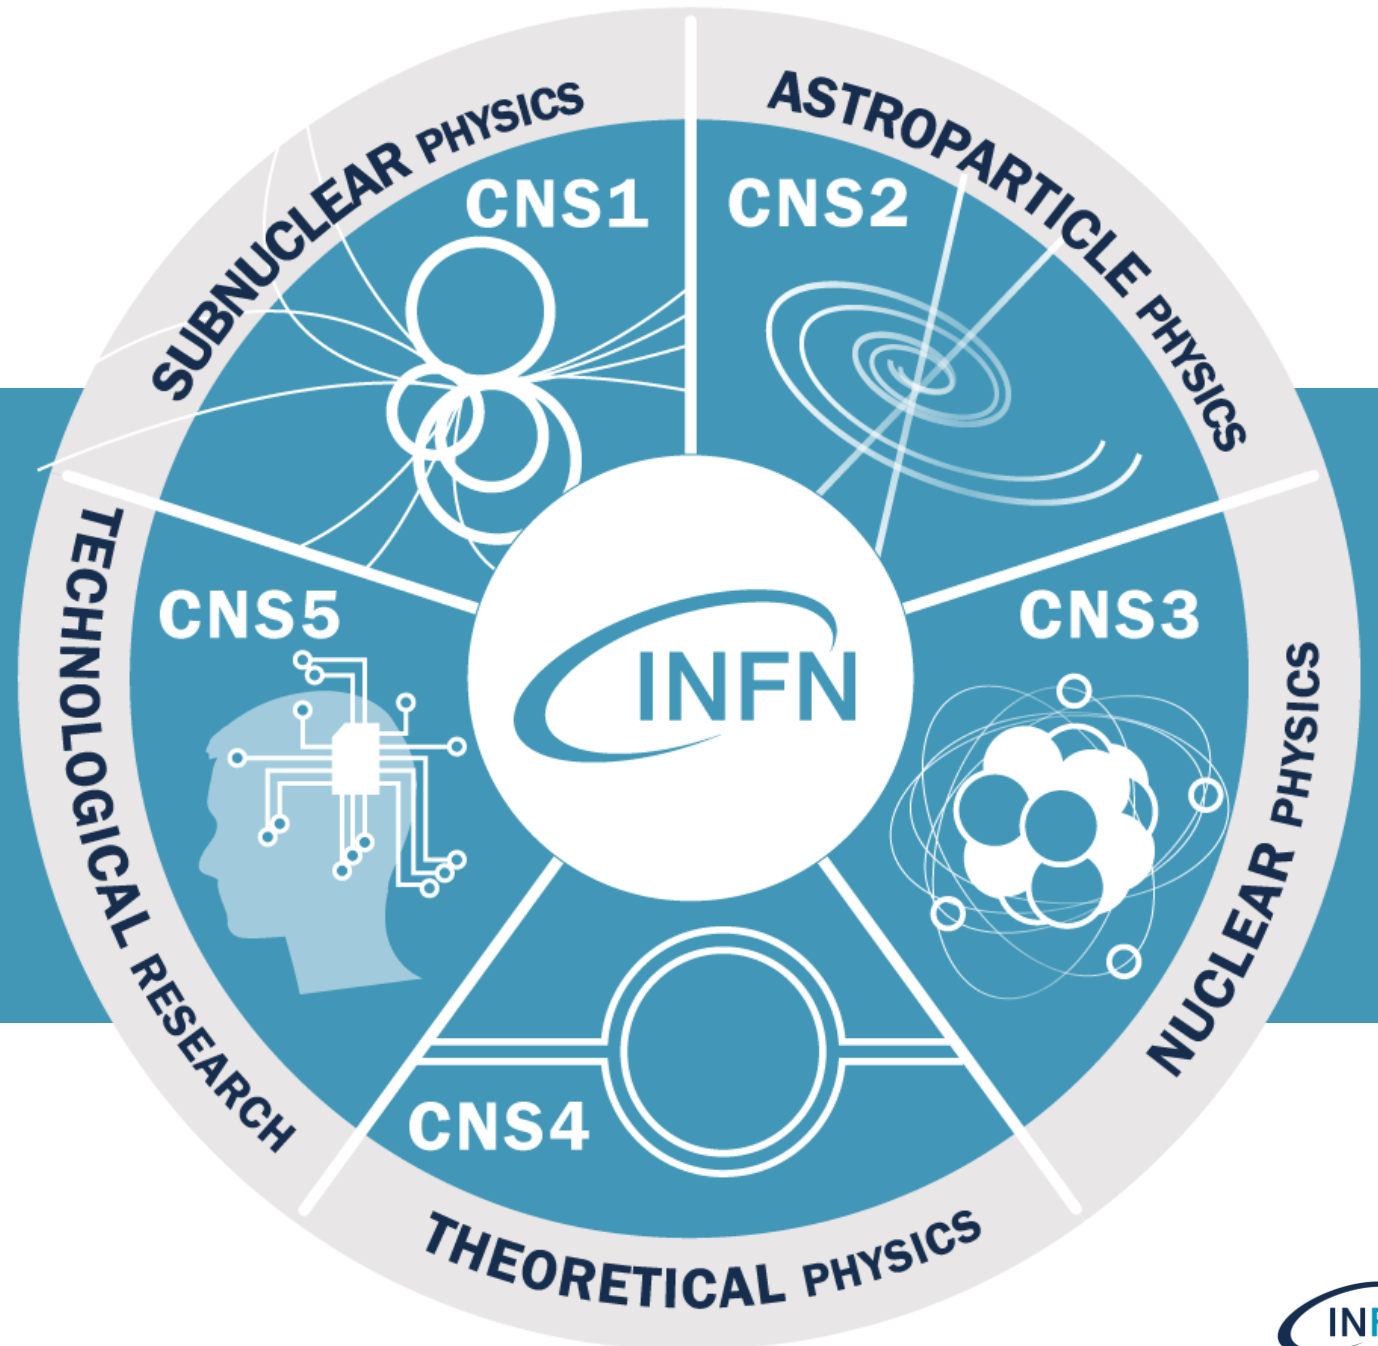 SUBNUCLEAR PHYSICS
ASTROPARTICLE PHYSICS
CNS1
CNS2
TECHNOLOGICAL RESEARCH
CNS5
CNS3
INFN
NUCLEAR PHYSICS
CNS4
THEORETICAL PHYSICS